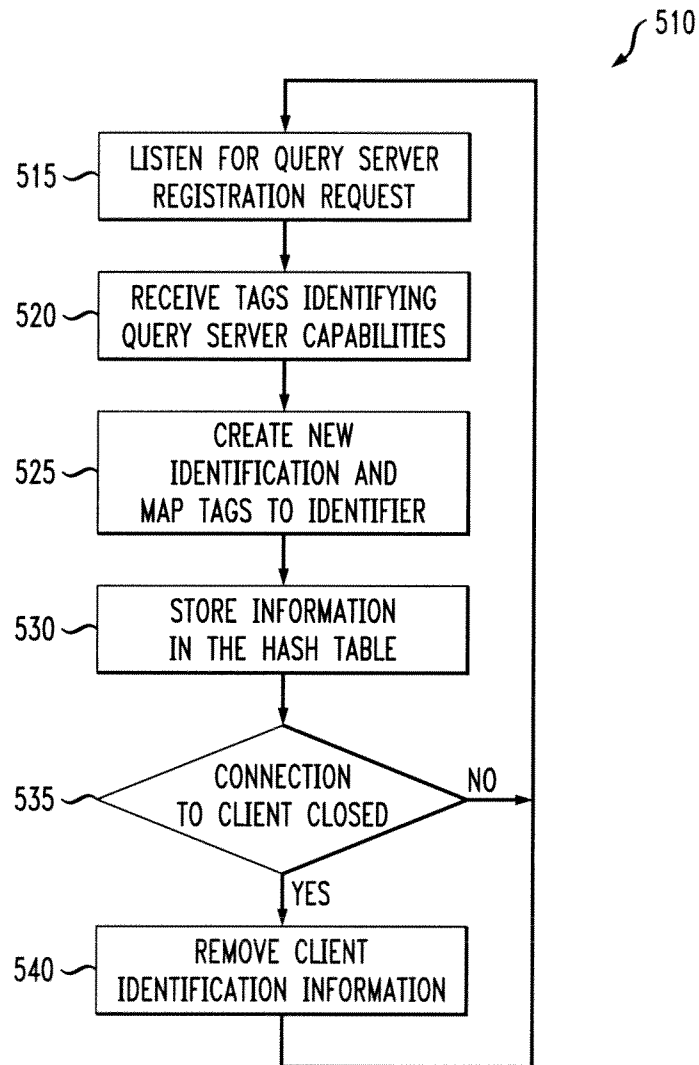 510
515
LISTEN FOR QUERY SERVER
REGISTRATION REQUEST
520
RECEIVE TAGS IDENTIFYING
QUERY SERVER CAPABILITIES
525
CREATE NEW
IDENTIFICATION AND
MAP TAGS TO IDENTIFIER
530
STORE INFORMATION
IN THE HASH TABLE
535
CONNECTION
TO CLIENT CLOSED
NO
YES
540
REMOVE CLIENT
IDENTIFICATION INFORMATION